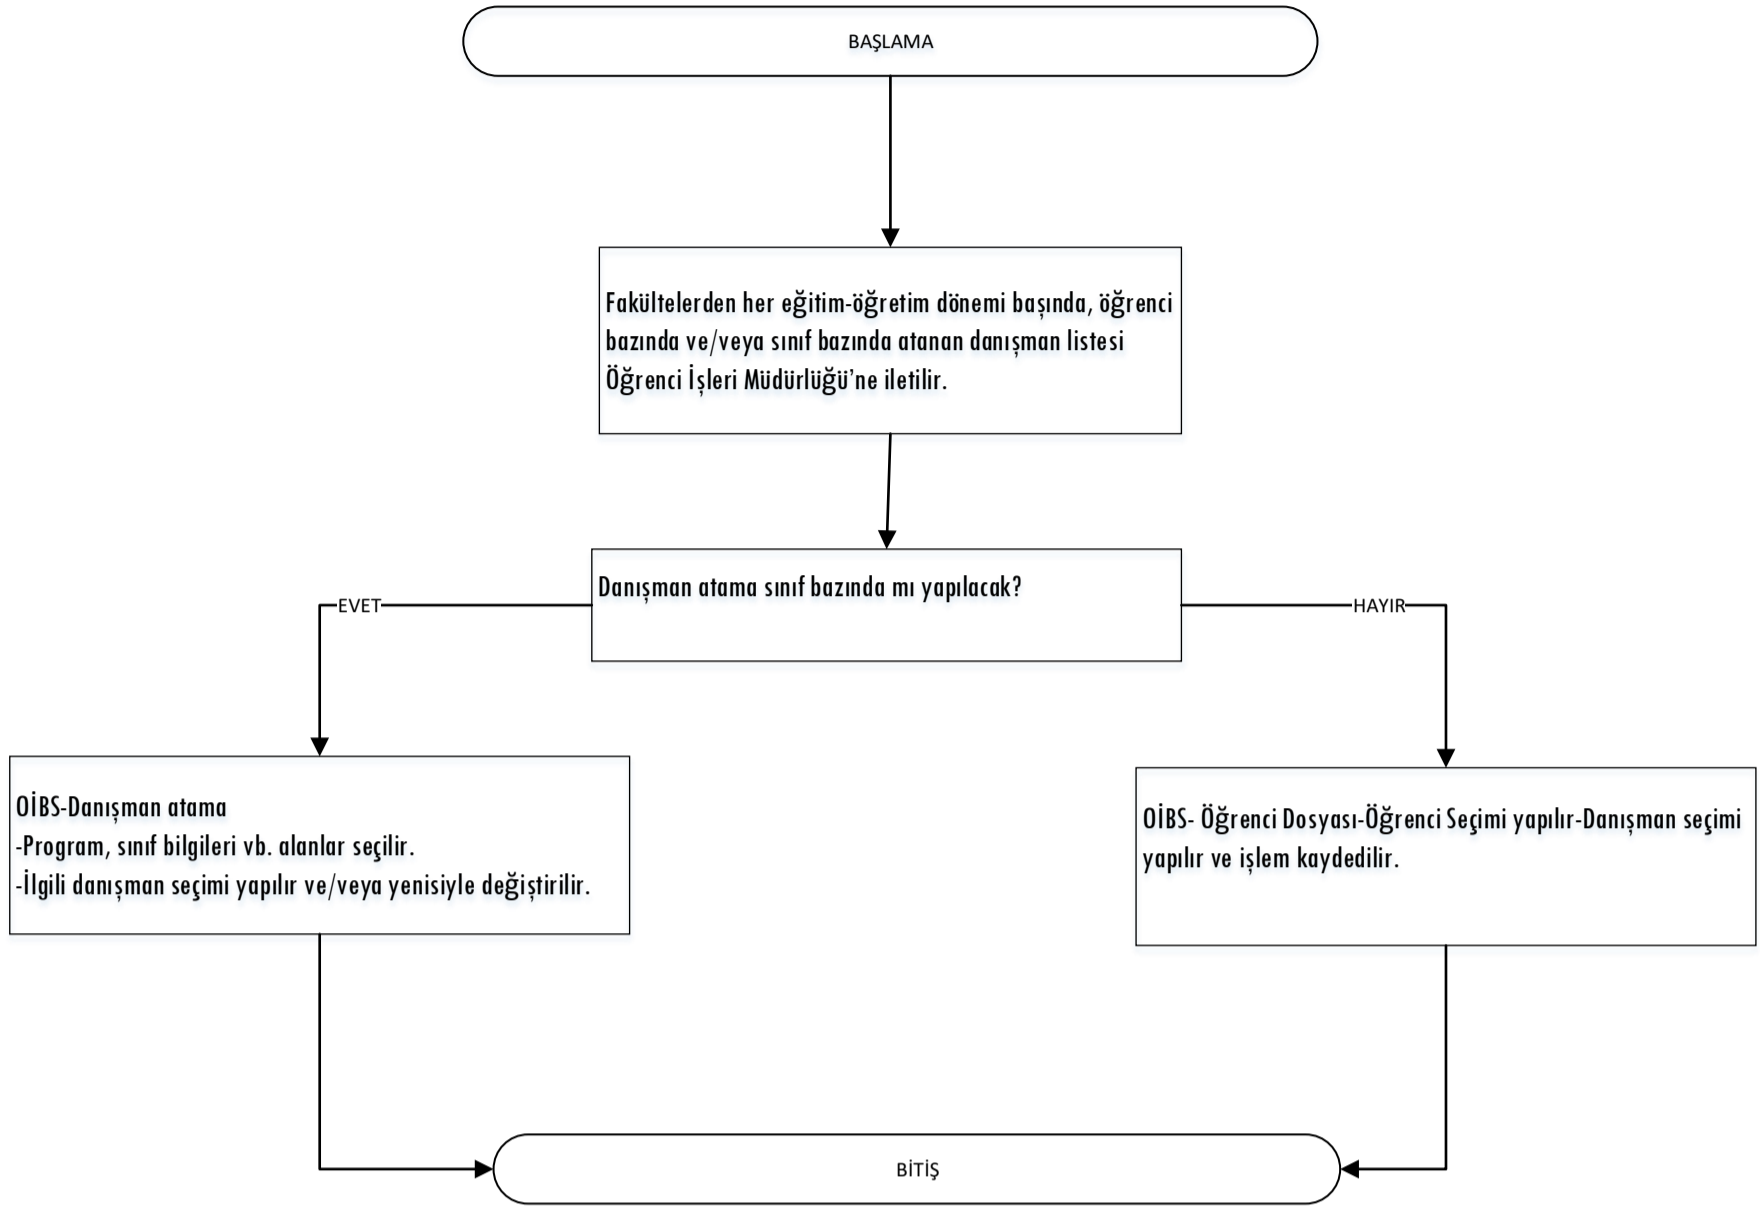 BAŞLAMA
Fakültelerden her eğitim-öğretim dönemi başında, öğrenci
bazında ve/veya sınıf bazında atanan danışman listesi
Öğrenci İşleri Müdürlüğü’ne iletilir.
Danışman atama sınıf bazında mı yapılacak?
EVET
HAYIR
OİBS-Danışman atama
-Program, sınıf bilgileri vb. alanlar seçilir.
-İlgili danışman seçimi yapılır ve/veya yenisiyle değiştirilir.
OİBS- Öğrenci Dosyası-Öğrenci Seçimi yapılır-Danışman seçimi
yapılır ve işlem kaydedilir.
BİTİŞ